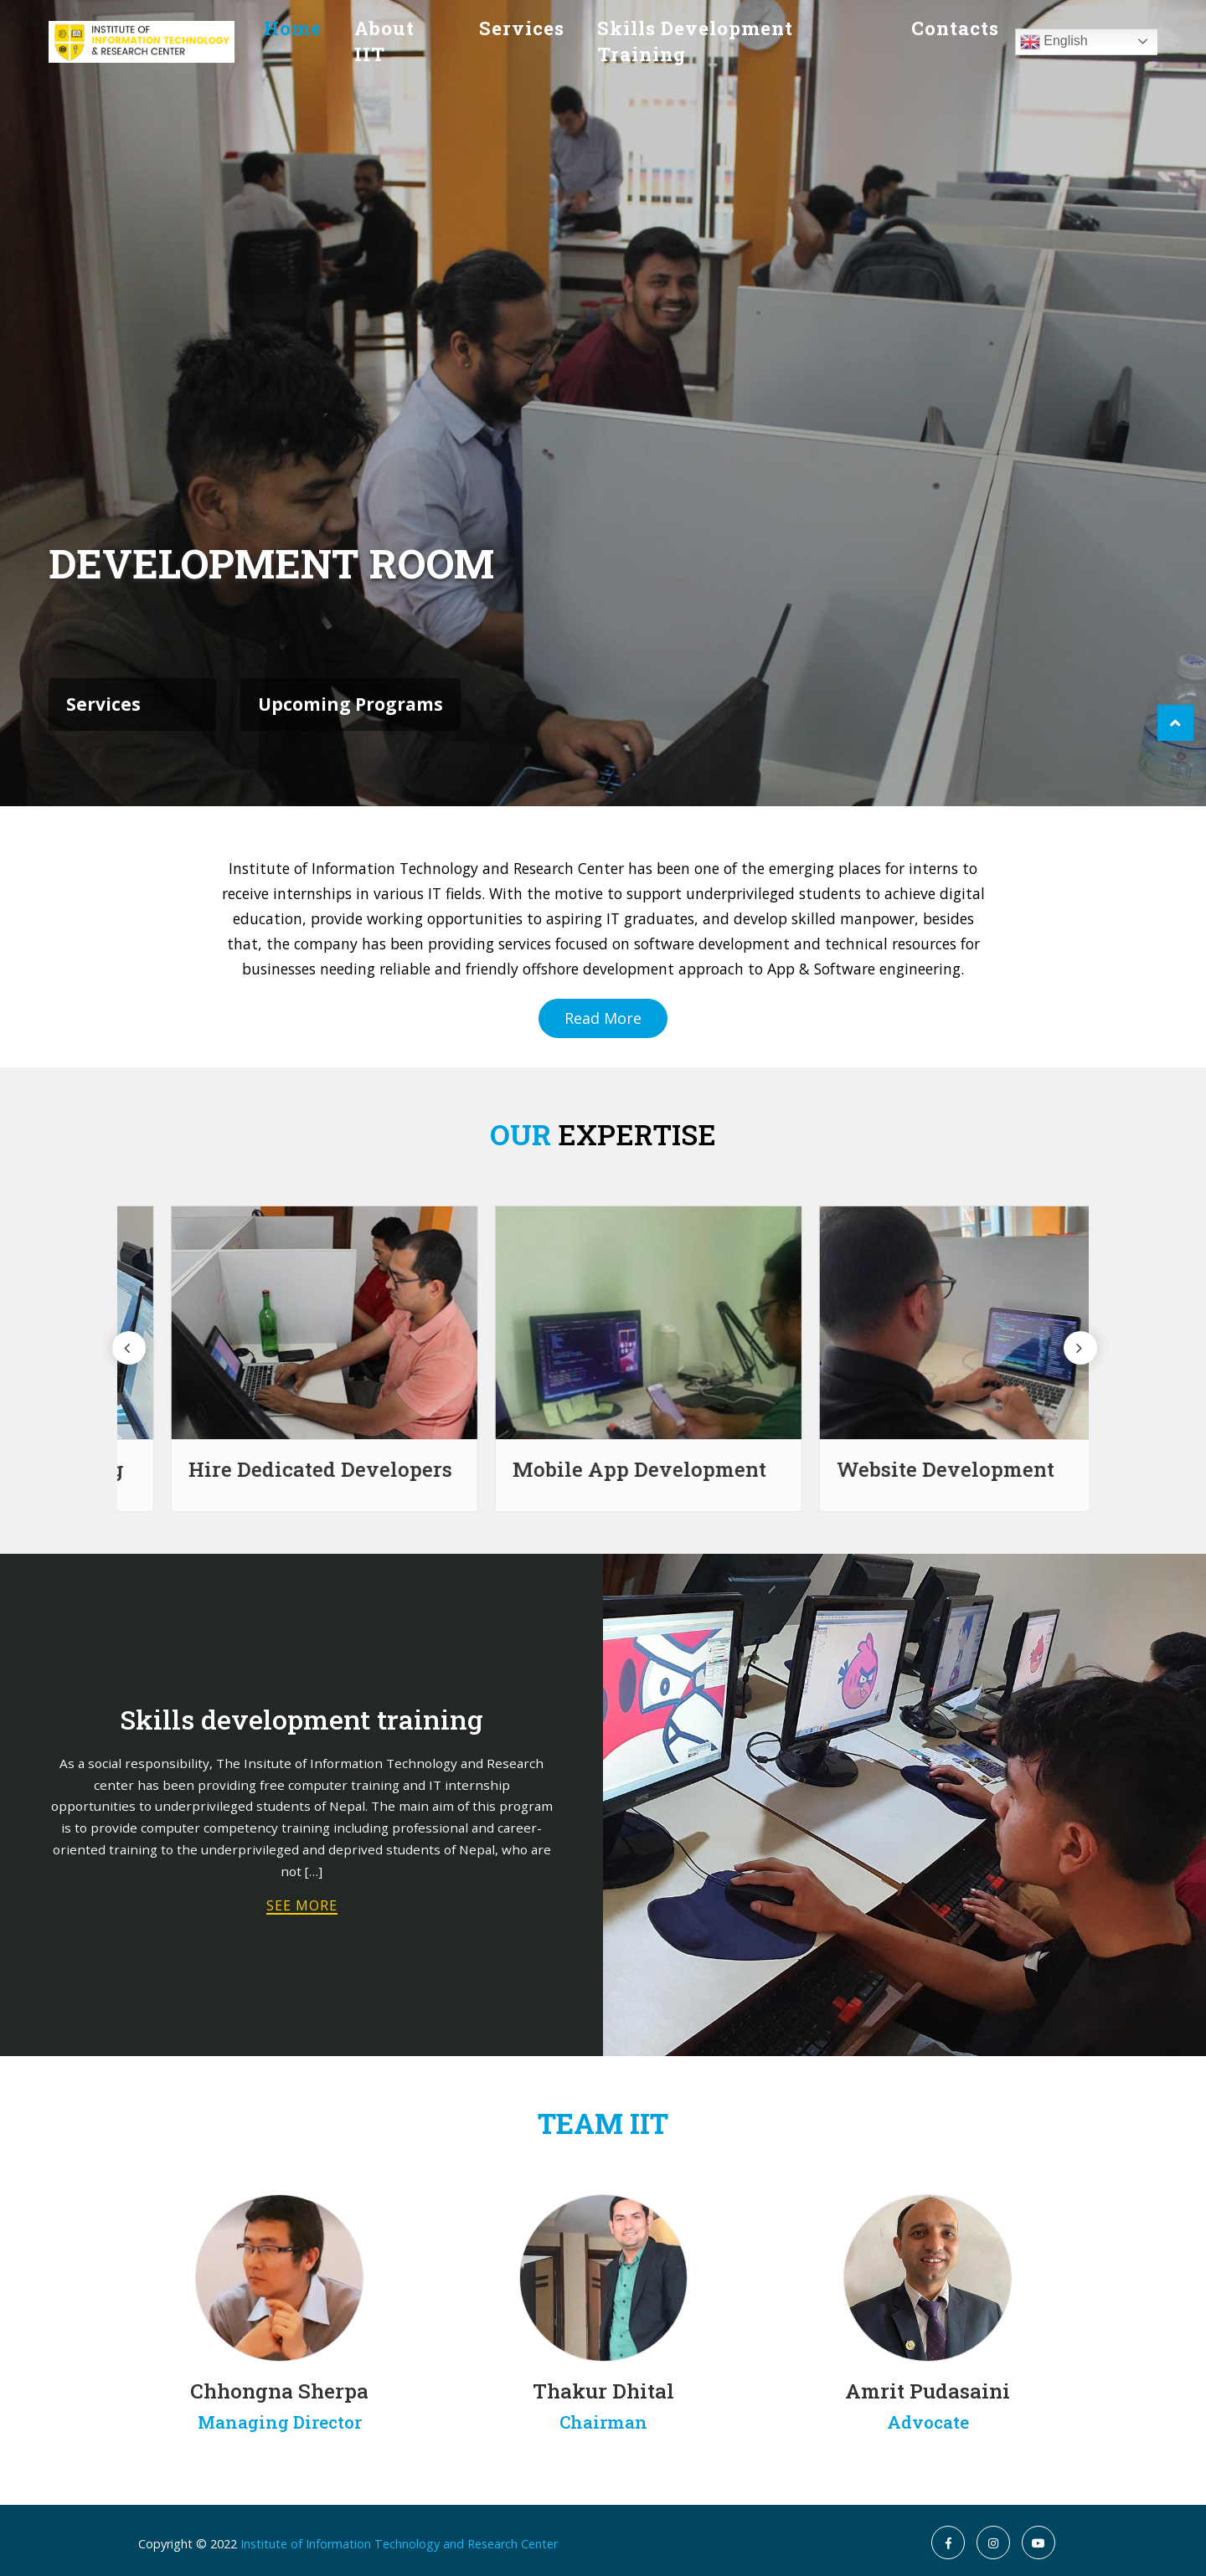 INSTITUTE OF
INFORMATION TECHNOLOGY
& RESEARCH CENTER
Home
About
IIT
Services
Skills Development
Training
Contacts
English
DEVELOPMENT ROOM
Services
Upcoming Programs
Institute of Information Technology and Research Center has been one of the emerging places for interns to
receive internships in various IT fields. With the motive to support underprivileged students to achieve digital
education, provide working opportunities to aspiring IT graduates, and develop skilled manpower, besides
that, the company has been providing services focused on software development and technical resources for
businesses needing reliable and friendly offshore development approach to App & Software engineering.
Read More
OUR EXPERTISE
g
Hire Dedicated Developers
Mobile App Development
Website Development
Skills development training
As a social responsibility, The Insitute of Information Technology and Research
center has been providing free computer training and IT internship
opportunities to underprivileged students of Nepal. The main aim of this program
is to provide computer competency training including professional and career-
oriented training to the underprivileged and deprived students of Nepal, who are
not [...]
SEE MORE
TEAM IIT
Chhongna Sherpa
Managing Director
Thakur Dhital
Chairman
Amrit Pudasaini
Advocate
Copyright © 2022 Institute of Information Technology and Research Center